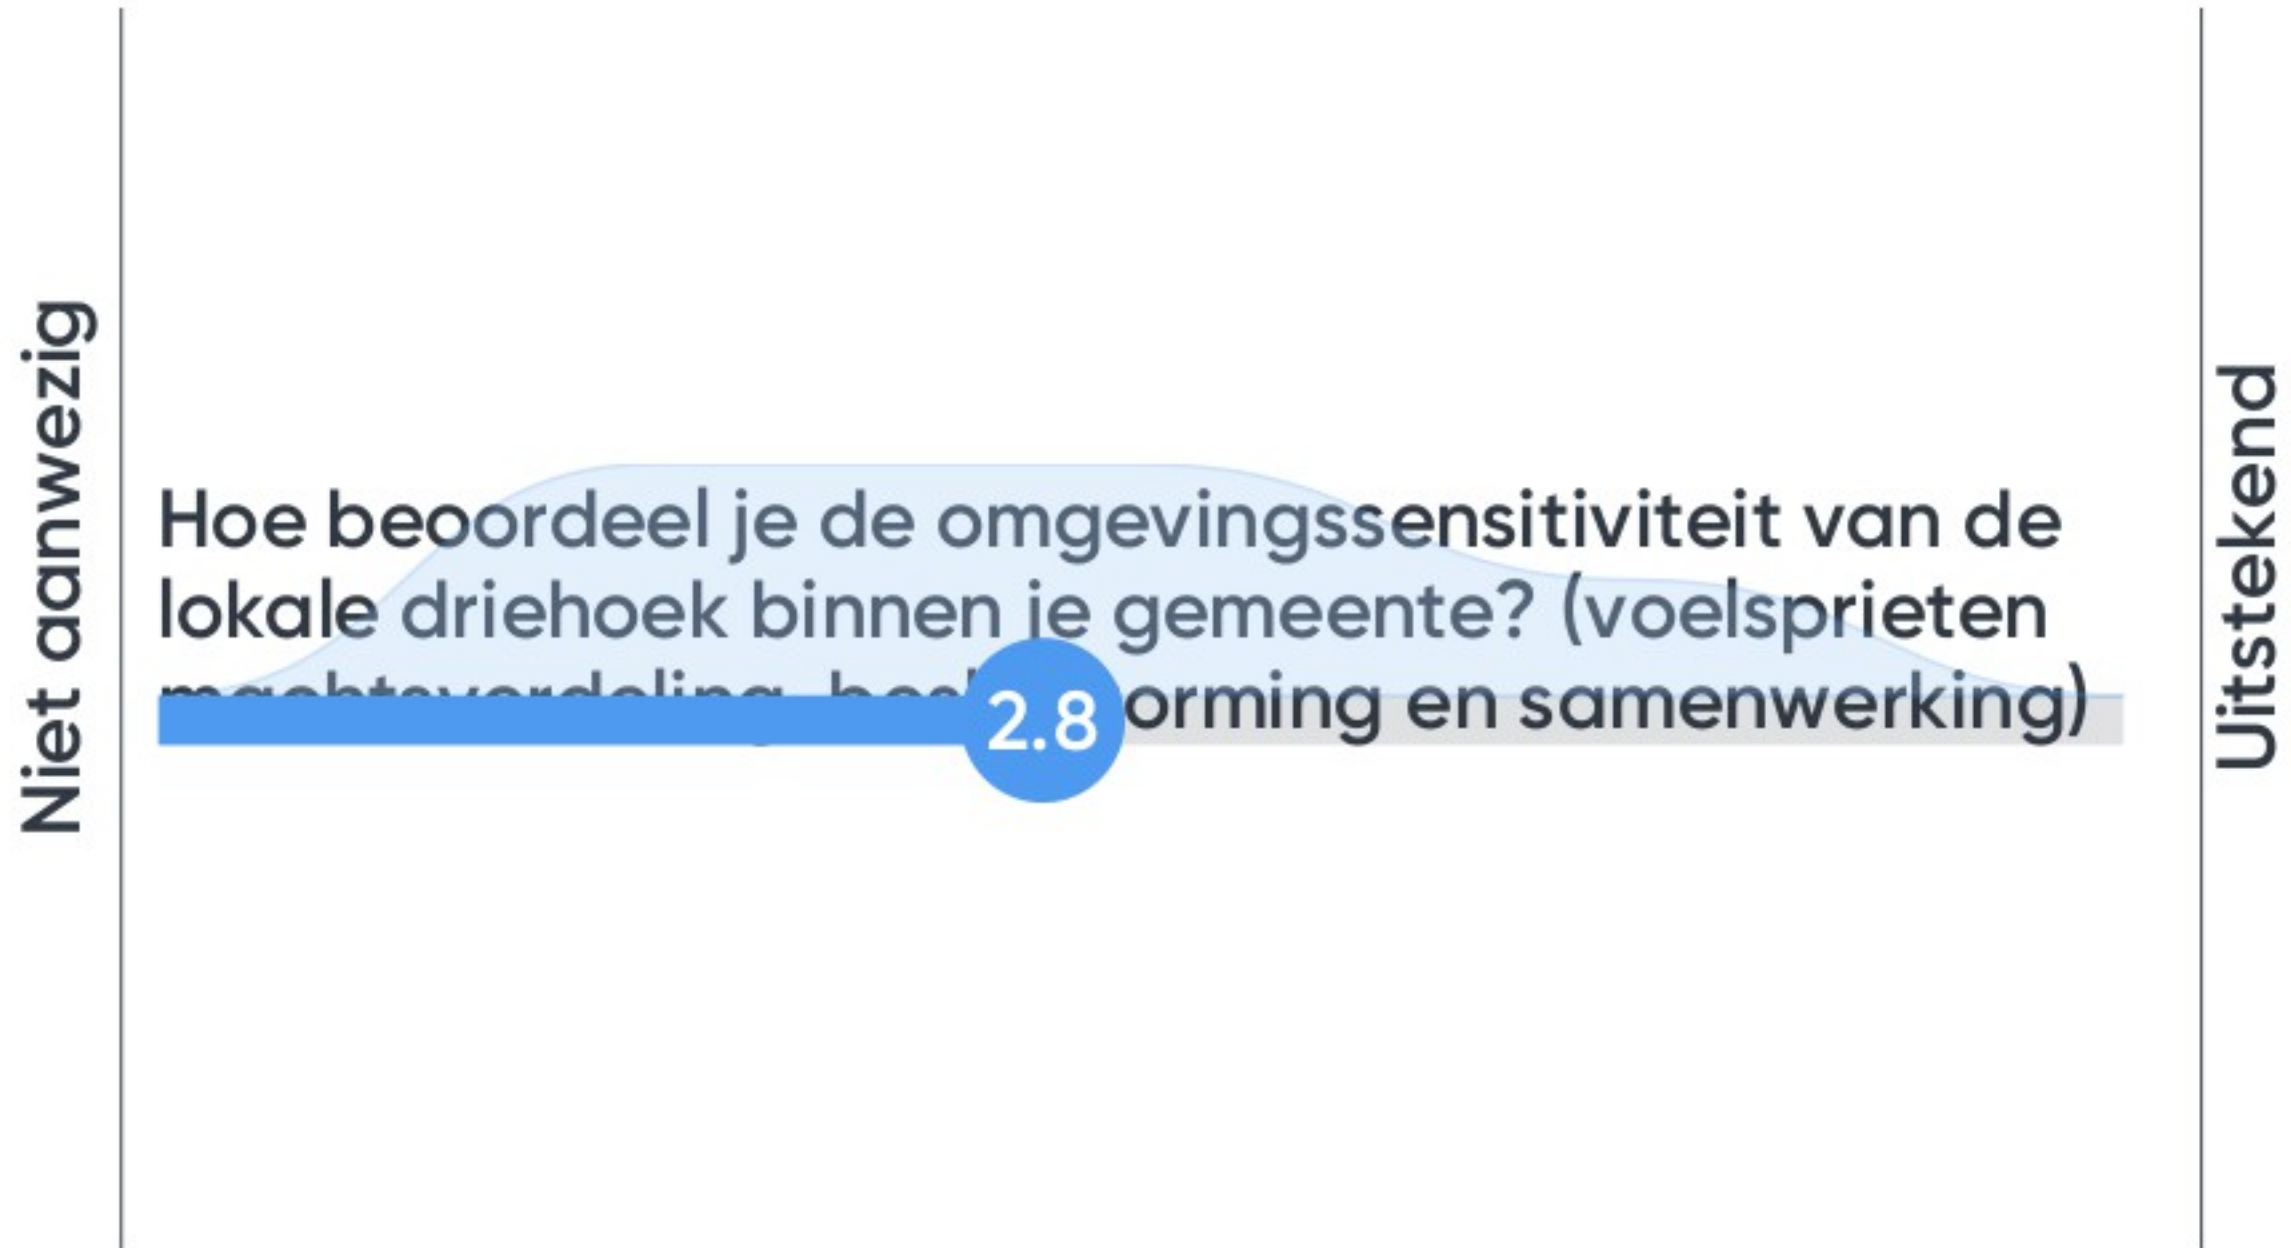 Niet aanwezig
Hoe beoordeel je de omgevingssensitiviteit van de
lokale driehoek binnen je gemeente? (voelsprieten
machtsverdeling, orming en samenwerking)
2.8
Uitstekend